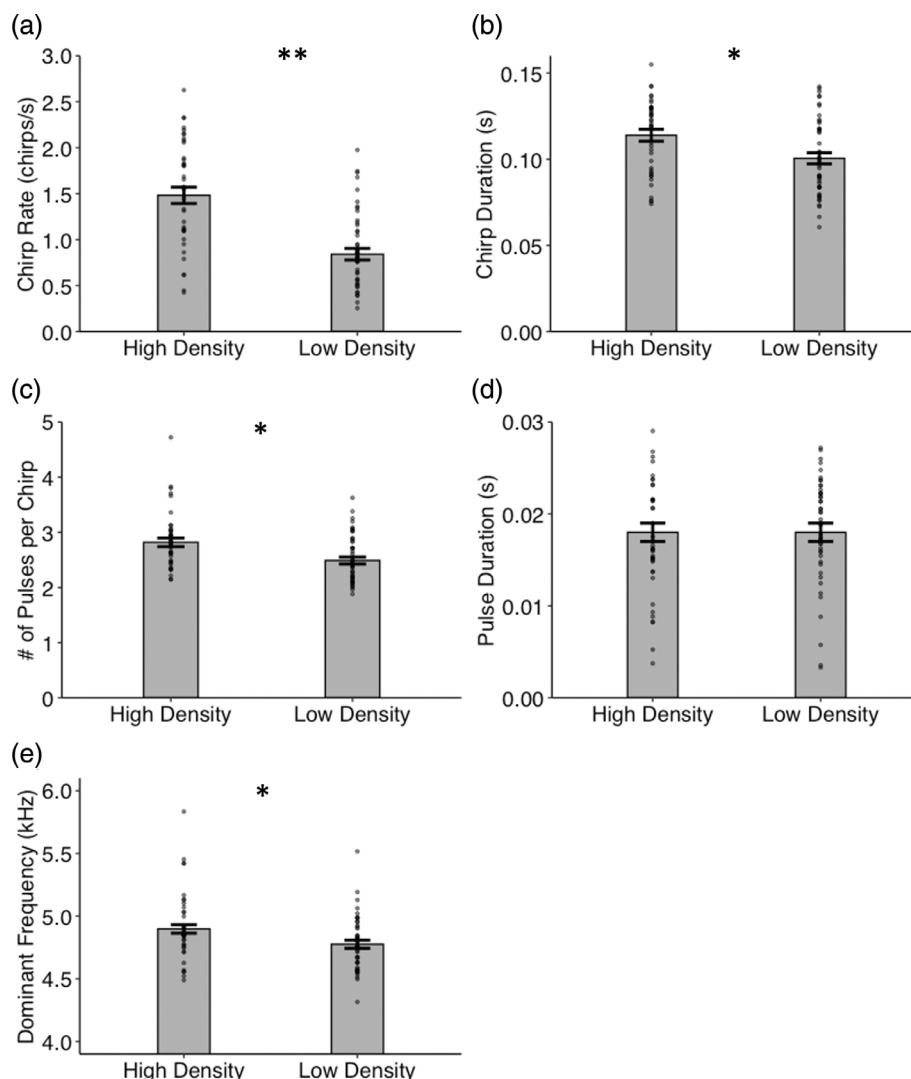 (a)
**
Chirp Rate (chirps/s)
3.0
2.5
2.0
1.5
1.0
0.5
0.0
High Density Low Density
(b)
*
Chirp Duration (s)
0.15
0.10
0.05
0.00
High Density Low Density
(c)
*
# of Pulses per Chirp
5
4
3
2
1
0
High Density Low Density
(d)
Pulse Duration (s)
0.03
0.02
0.01
0.00
High Density Low Density
(e)
*
Dominant Frequency (kHz)
6.0
5.5
5.0
4.5
4.0
High Density Low Density